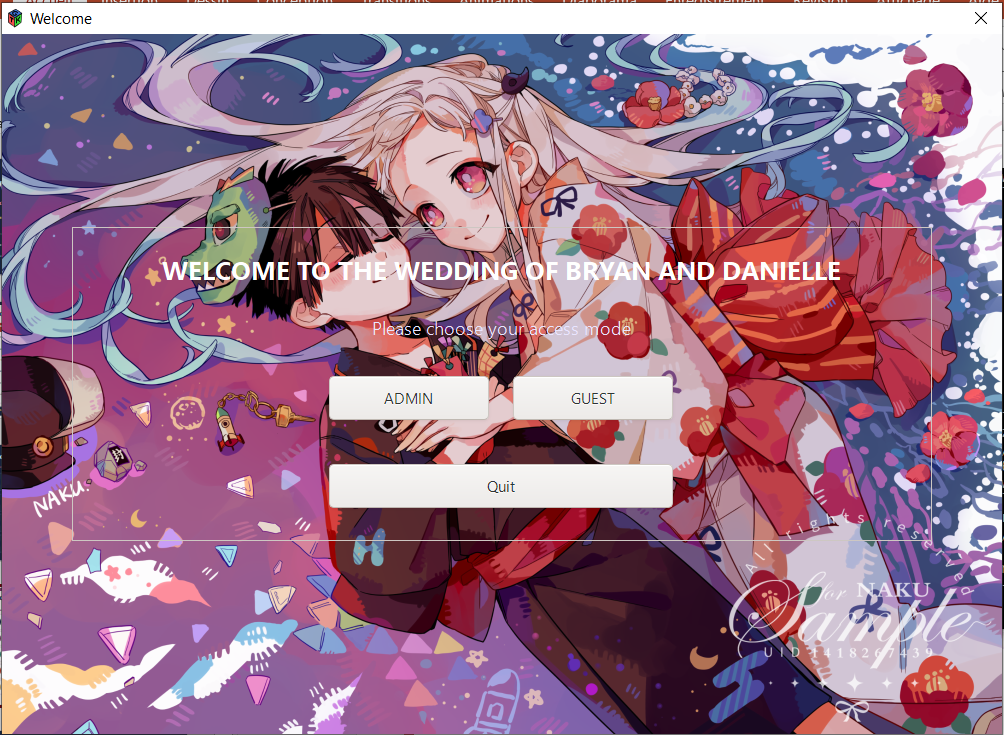 Welcome
WELCOME TO THE WEDDING OF BRYAN AND DANIELLE
Please choose your access mode
ADMIN
GUEST
Quit
NAKU.
All rights reserved
for NAKU
Sample
UID 1418267439